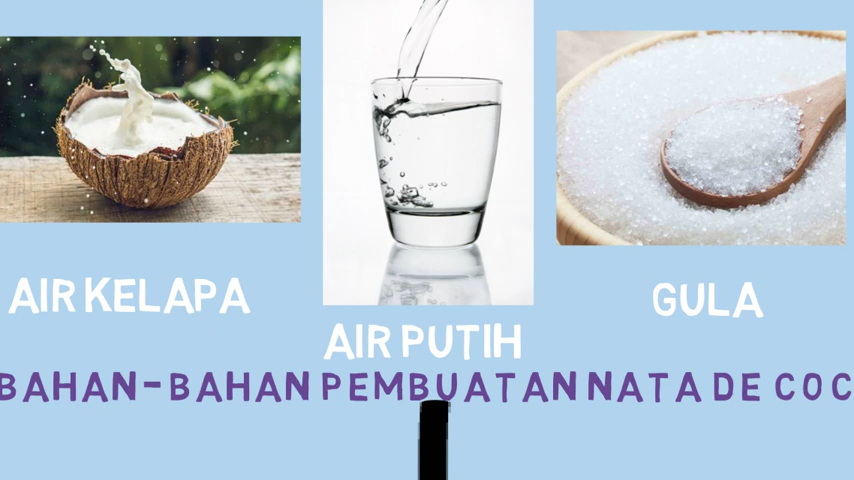 AIR KELAPA
AIR PUTIH
GULA
BAHAN-BAHAN PEMBUATAN NATA DE COC